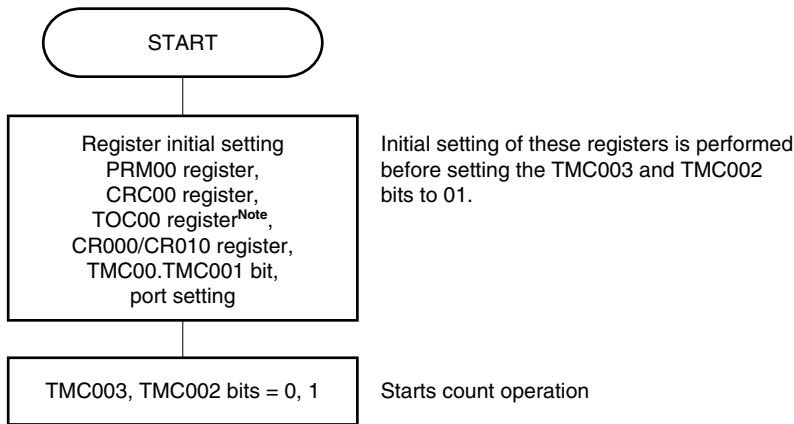 START
Register initial setting
PRM00 register,
CRC00 register,
TOC00 registerNote,
CR000/CR010 register,
TMC00.TMC001 bit,
port setting
Initial setting of these registers is performed
before setting the TMC003 and TMC002
bits to 01.
TMC003, TMC002 bits = 0, 1
Starts count operation